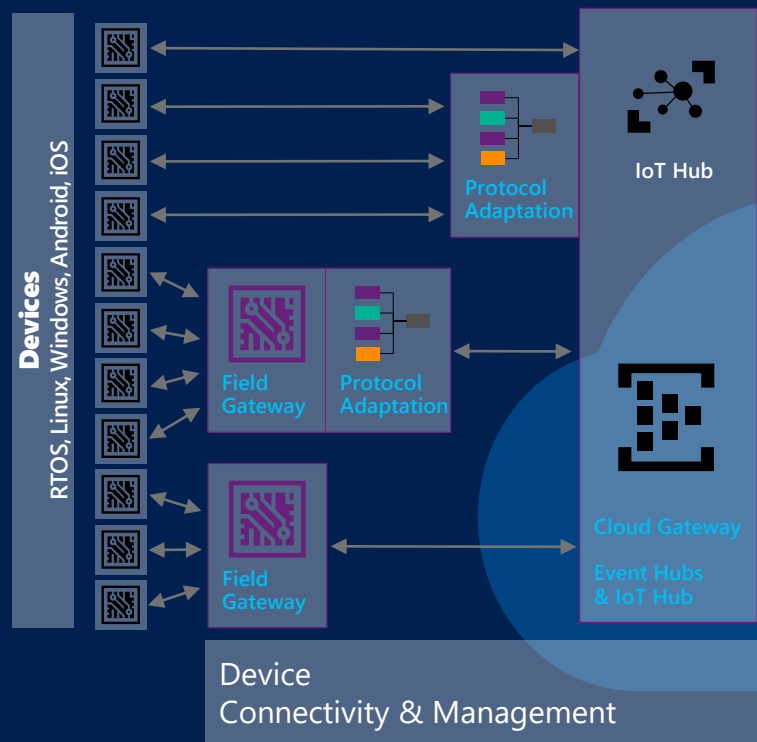 Devices
RTOS, Linux, Windows, Android, iOS
IoT Hub
Protocol
Adaptation
Field
Gateway
Protocol
Adaptation
Field
Gateway
Cloud Gateway
Event Hubs
& IoT Hub
Device
Connectivity & Management